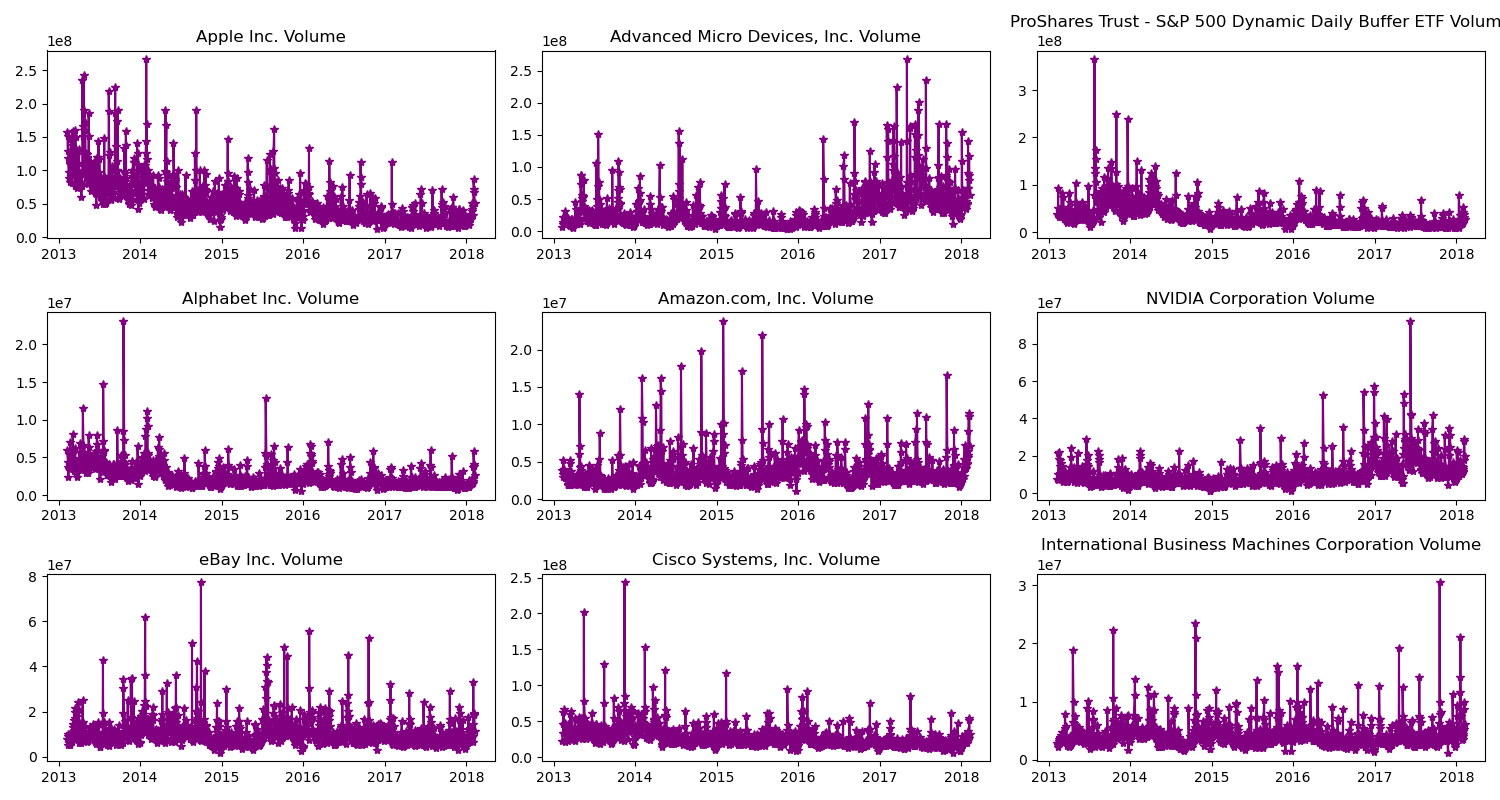 Apple Inc. Volume
1e8
2.5
2.0
1.5
1.0
0.5
0.0
2013 2014 2015 2016 2017 2018
Advanced Micro Devices, Inc. Volume
1e8
2.5
2.0
1.5
1.0
0.5
0.0
2013 2014 2015 2016 2017 2018
ProShares Trust - S&P 500 Dynamic Daily Buffer ETF Volum
1e8
3
2
1
0
2013 2014 2015 2016 2017 2018
Alphabet Inc. Volume
1e7
2.0
1.5
1.0
0.5
0.0
2013 2014 2015 2016 2017 2018
Amazon.com, Inc. Volume
1e7
2.0
1.5
1.0
0.5
0.0
2013 2014 2015 2016 2017 2018
NVIDIA Corporation Volume
1e7
8
6
4
2
0
2013 2014 2015 2016 2017 2018
eBay Inc. Volume
1e7
8
6
4
2
0
2013 2014 2015 2016 2017 2018
Cisco Systems, Inc. Volume
1e8
2.5
2.0
1.5
1.0
0.5
0.0
2013 2014 2015 2016 2017 2018
International Business Machines Corporation Volume
1e7
3
2
1
0
2013 2014 2015 2016 2017 2018